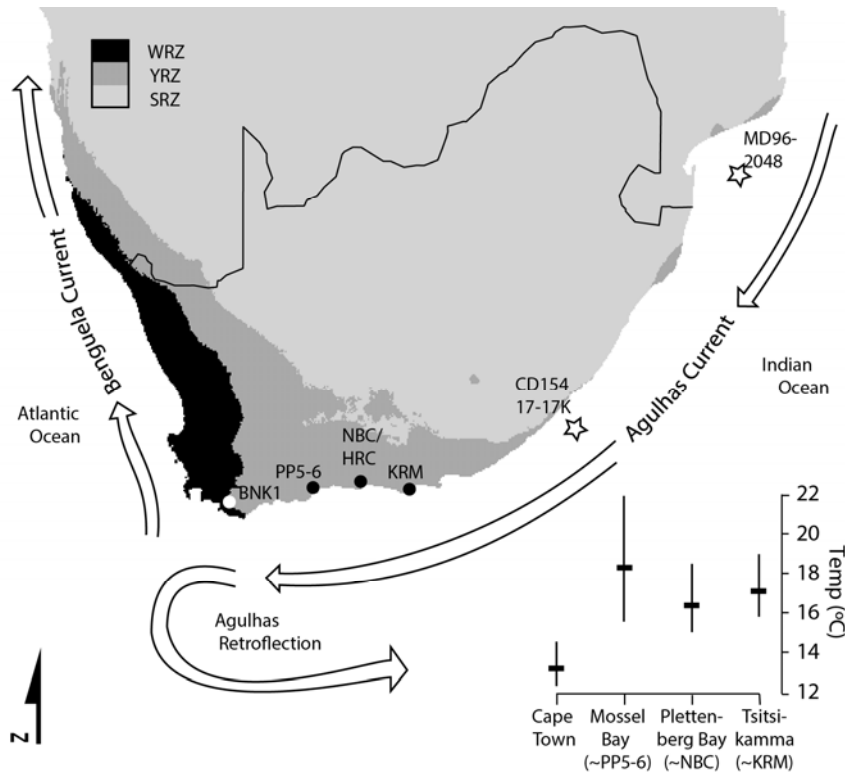 WRZ
YRZ
SRZ
MD96-
2048
Benguela Current
Agulhas Current
Indian
Ocean
Atlantic
Ocean
CD154
17-17K
NBC/
HRC
PP5-6
KRM
BNK1
Agulhas
Retroflection
22
20
18
16
14
12
Temp (ºC)
Cape
Town
Mossel
Bay
(~PP5-6)
Pletten-
berg Bay
(~NBC)
Tsitsi-
kamma
(~KRM)
N